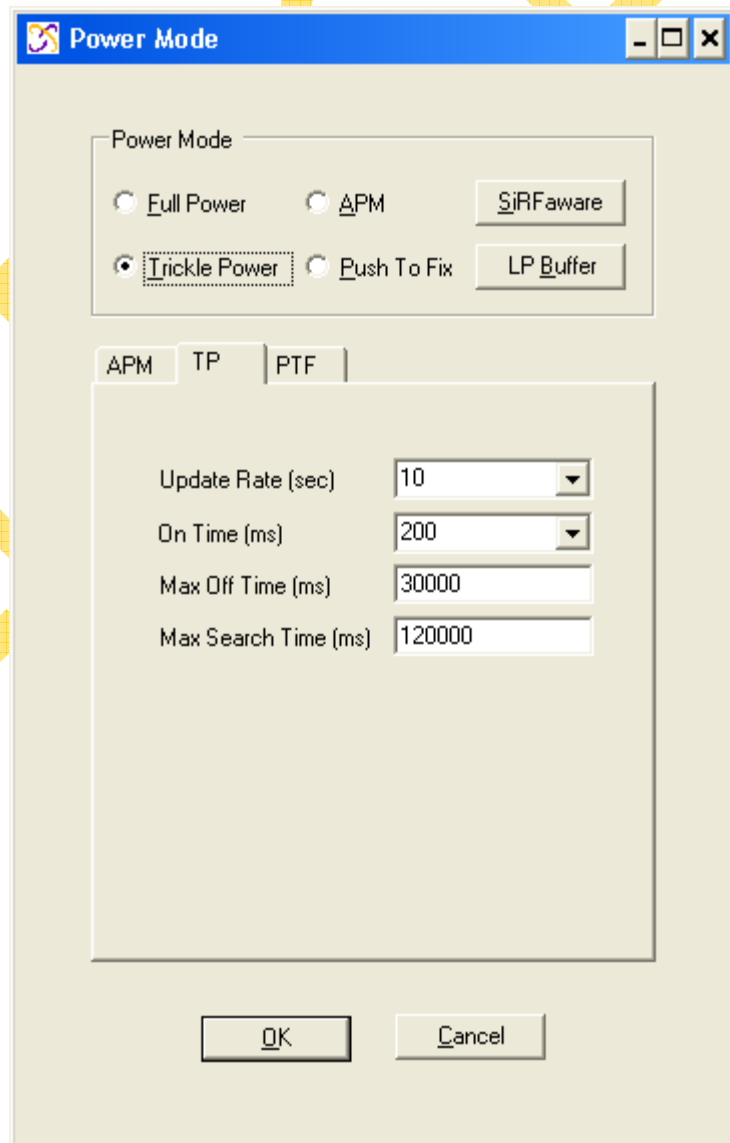 Power Mode
Power Mode
Full Power APM SiRFaware
Trickle Power Push To Fix LP Buffer
APM TP PTF
Update Rate (sec) 10
On Time (ms) 200
Max Off Time (ms) 30000
Max Search Time (ms) 120000
OK Cancel